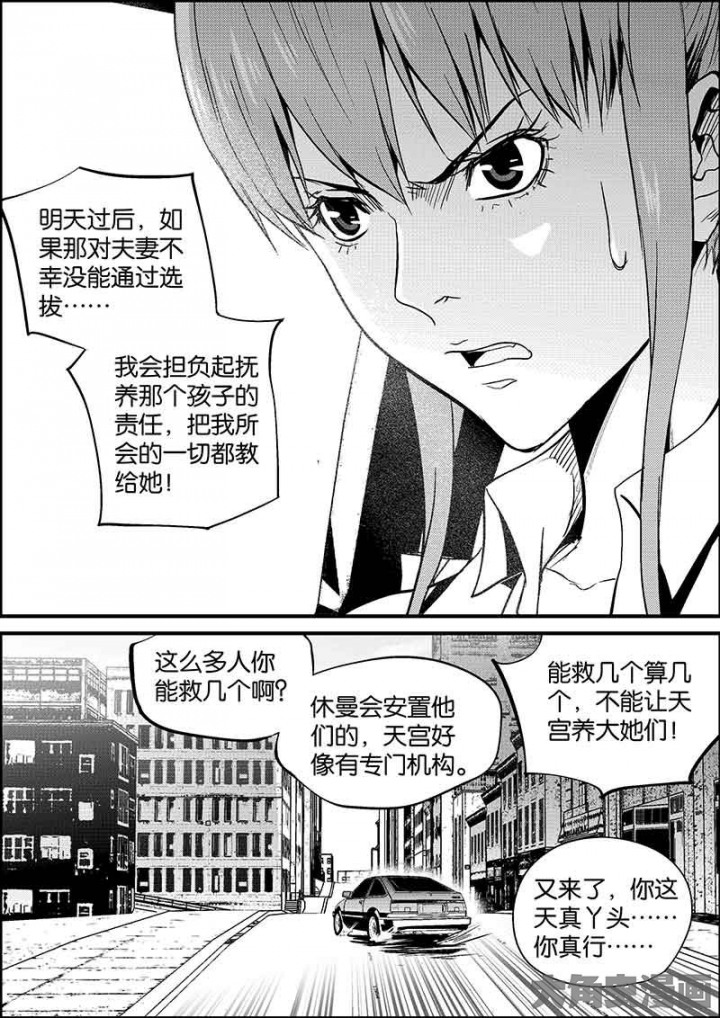 明天过后，如
果那对夫妻不
幸没能通过选
拔……
我会担负起抚
养那个孩子的
责任，把我所
会的一切都教
给她！
这么多人你
能救几个啊？
休曼会安置他
们的，天宫好
像有专门机构。
能救几个算几
个，不能让天
宫养大她们！
又来了，你这
天真丫头……
你真行……